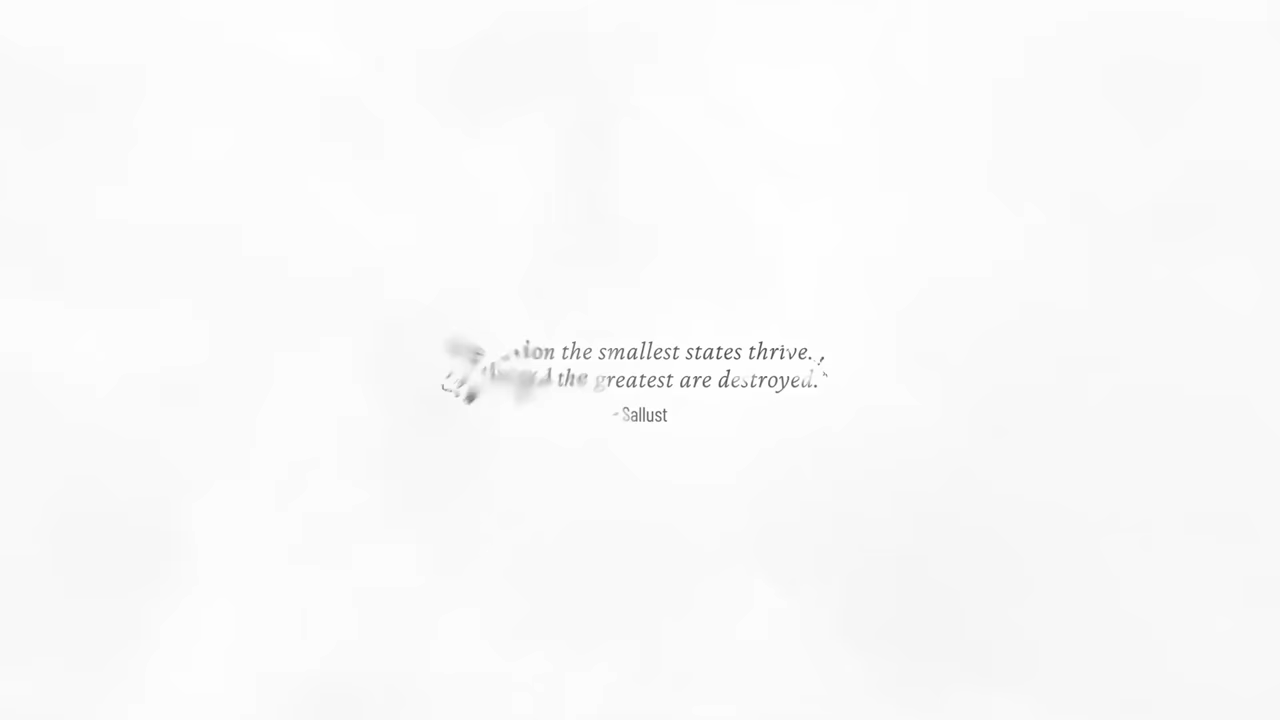 the smallest states thrive.
the greatest are destroyed."
- Sallust